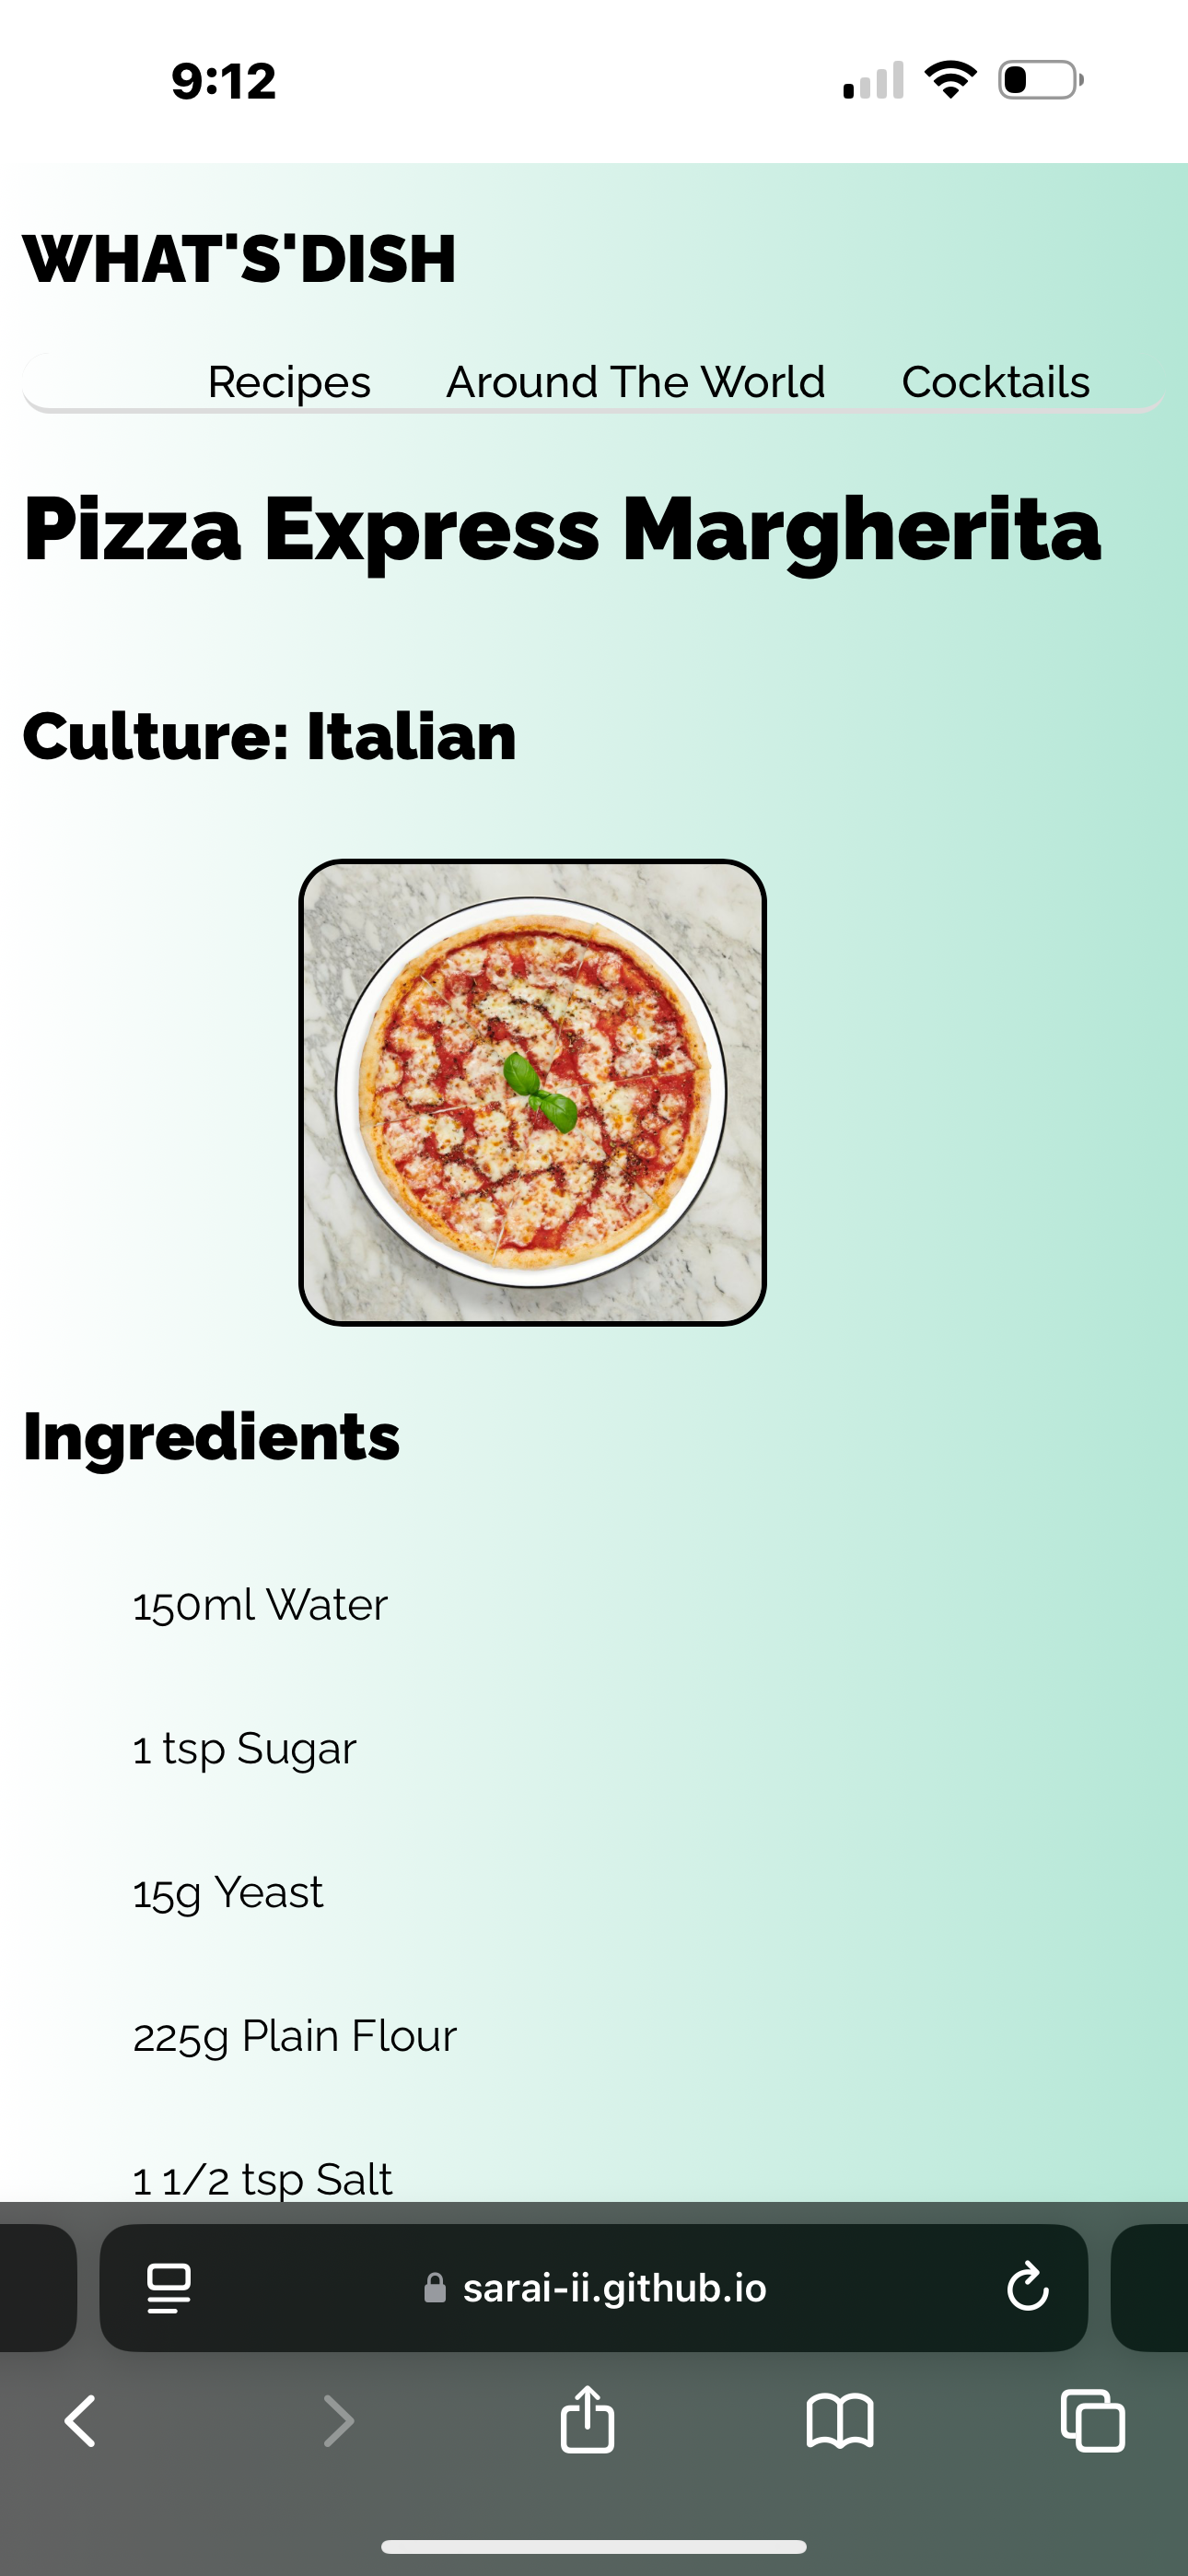 9:12
WHAT'S'DISH
Recipes Around The World Cocktails
Pizza Express Margherita
Culture: Italian
Ingredients
150ml Water
1 tsp Sugar
15g Yeast
225g Plain Flour
1 1/2 tsp Salt
sarai-ii.github.io